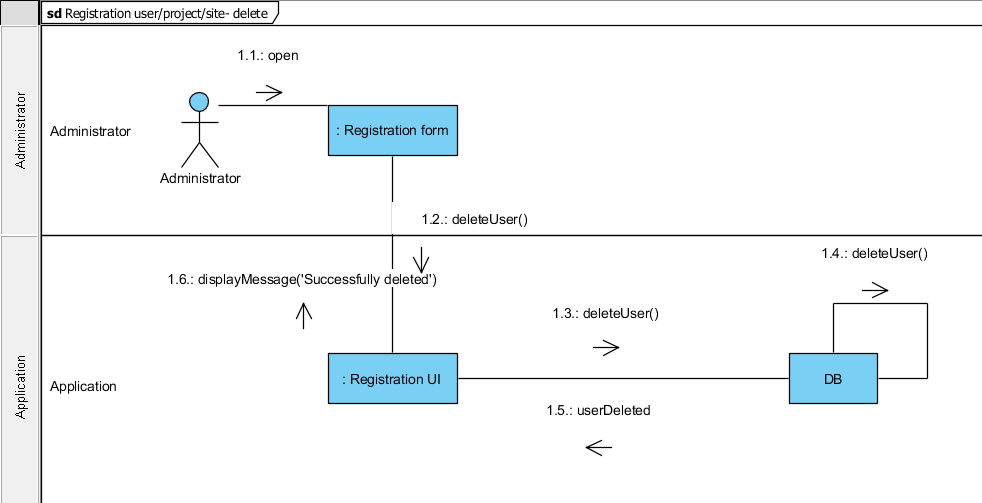 sd Registration user/project/site- delete
Administrator
Administrator
1.1.: open
: Registration form
Administrator
1.2.: deleteUser()
Application
Application
1.4.: deleteUser()
1.6.: displayMessage('Successfully deleted')
1.3.: deleteUser()
: Registration UI
DB
1.5.: userDeleted